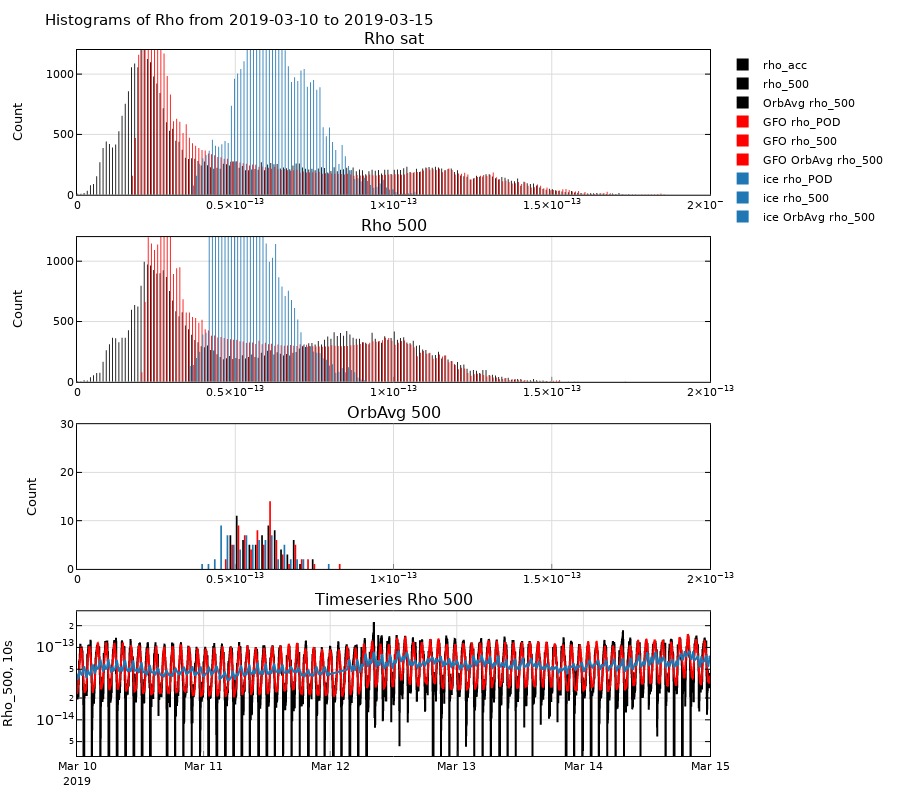 Histograms of Rho from 2019-03-10 to 2019-03-15
Rho sat
Count
1000
500
0
0 0.5×10⁻¹³ 1×10⁻¹³ 1.5×10⁻¹³ 2×10⁻
rho_acc
rho_500
OrbAvg rho_500
GFO rho_POD
GFO rho_500
GFO OrbAvg rho_500
ice rho_POD
ice rho_500
ice OrbAvg rho_500
Rho 500
Count
1000
500
0
0 0.5×10⁻¹³ 1×10⁻¹³ 1.5×10⁻¹³ 2×10⁻¹³
OrbAvg 500
Count
30
20
10
0
0 0.5×10⁻¹³ 1×10⁻¹³ 1.5×10⁻¹³ 2×10⁻¹³
Timeseries Rho 500
Rho_500, 10s
2
10⁻¹³
5
2
10⁻¹⁴
5
Mar 10 Mar 11 Mar 12 Mar 13 Mar 14 Mar 15
2019